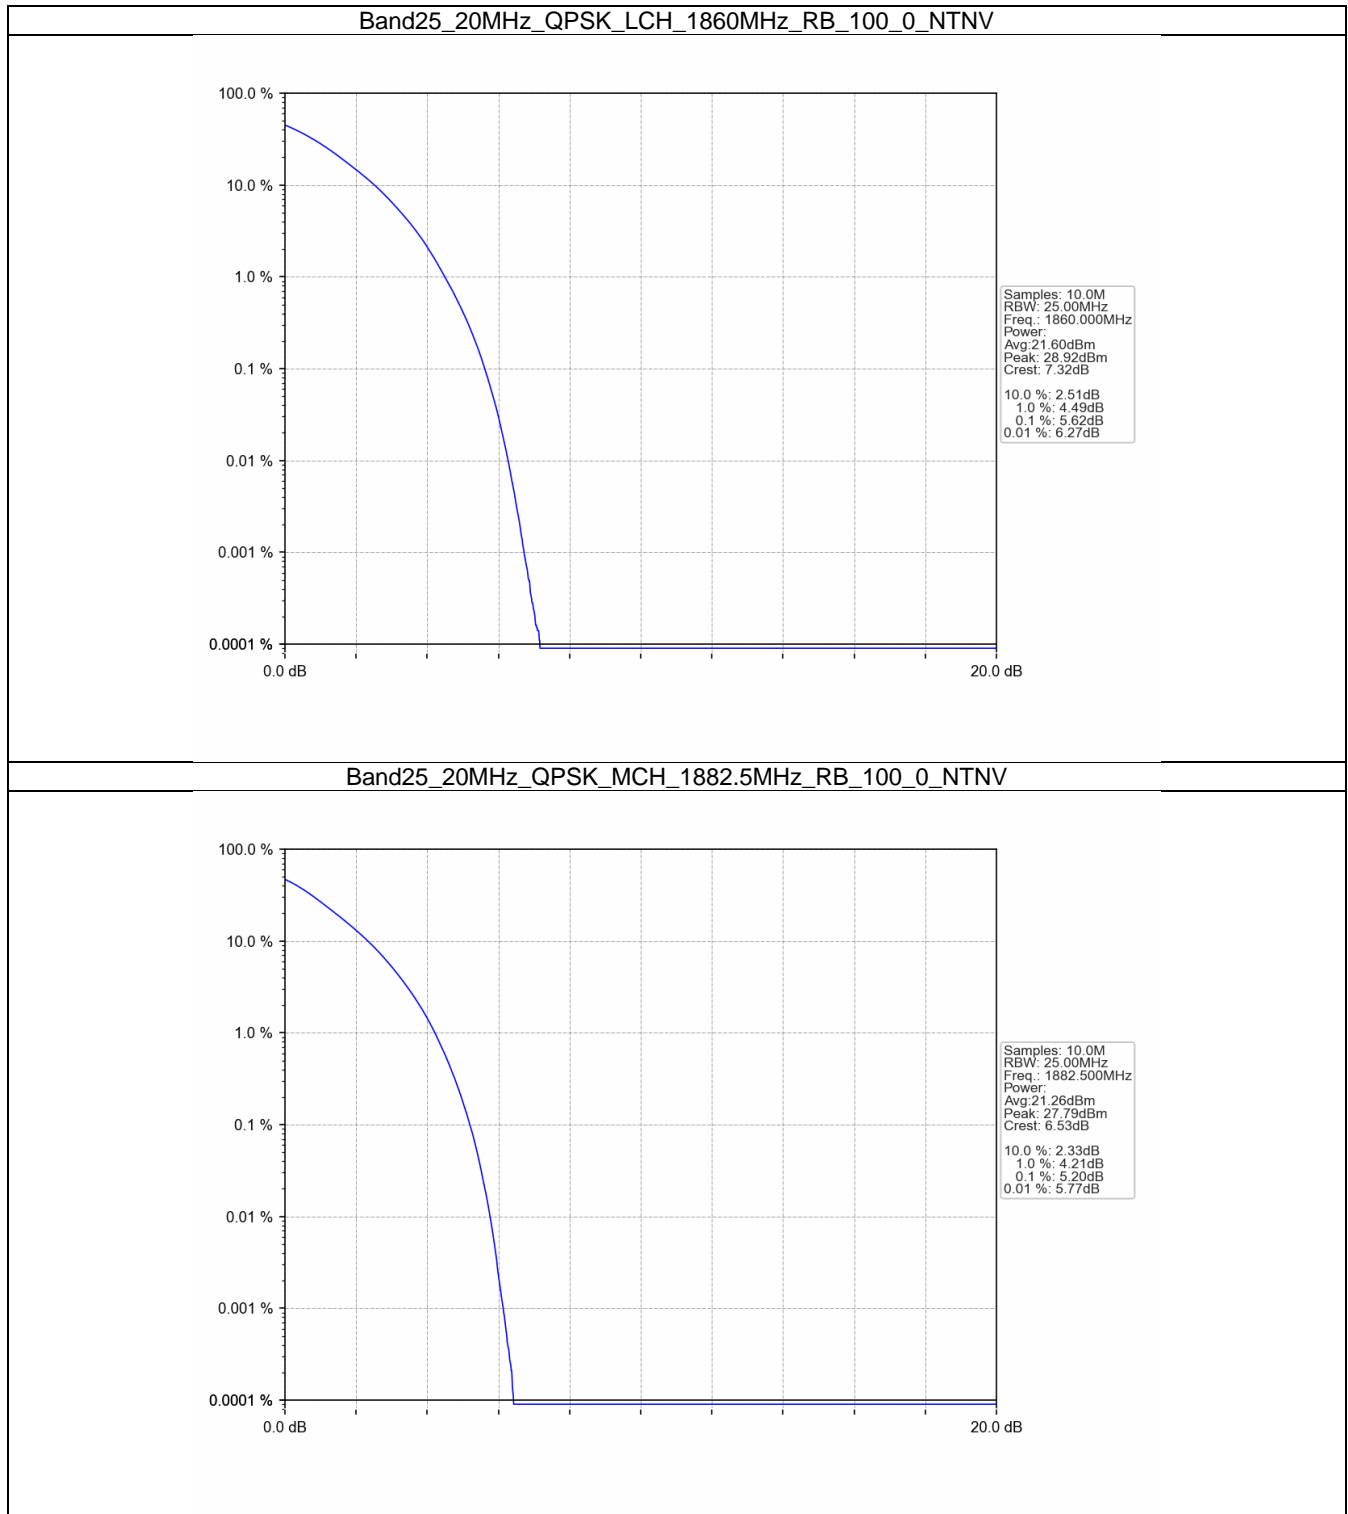 Band25_20MHz_QPSK_LCH_1860MHz_RB_100_0_NTNV
100.0 %
10.0 %
1.0 %
0.1 %
0.01 %
0.001 %
0.0001 %
0.0 dB
20.0 dB
Samples: 10.0M
RBW: 25.00MHz
Freq.: 1860.000MHz
Power:
Avg:21.60dBm
Peak: 28.92dBm
Crest: 7.32dB
10.0 %: 2.51dB
1.0 %: 4.49dB
0.1 %: 5.62dB
0.01 %: 6.27dB
Band25_20MHz_QPSK_MCH_1882.5MHz_RB_100_0_NTNV
100.0 %
10.0 %
1.0 %
0.1 %
0.01 %
0.001 %
0.0001 %
0.0 dB
20.0 dB
Samples: 10.0M
RBW: 25.00MHz
Freq.: 1882.500MHz
Power:
Avg:21.26dBm
Peak: 27.79dBm
Crest: 6.53dB
10.0 %: 2.33dB
1.0 %: 4.21dB
0.1 %: 5.20dB
0.01 %: 5.77dB